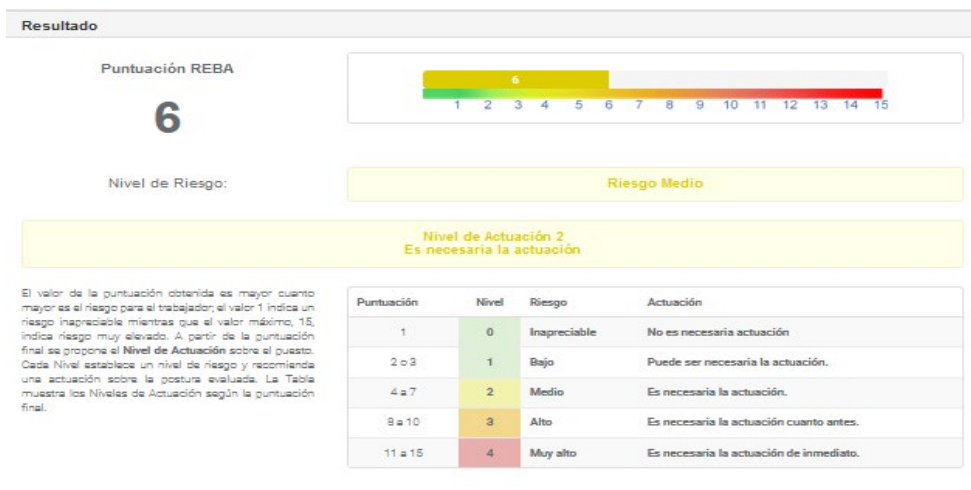 Resultado
Puntuación REBA
6
6
1 2 3 4 5 6 7 8 9 10 11 12 13 14 15
Nivel de Riesgo:
Riesgo Medio
Nivel de Actuación 2
Es necesaria la actuación
El valor de la puntuación obtenida es mayor cuanto
mayor es el riesgo para el trabajador; el valor 1 indica un
riesgo inapreciable mientras que el valor máximo, 15,
indica riesgo muy elevado. A partir de la puntuación
final se propone el Nivel de Actuación sobre el puesto.
Cada Nivel establece un nivel de riesgo y recomienda
una actuación sobre la postura evaluada. La Tabla
muestra los Niveles de Actuación según la puntuación
final.
Puntuación Nivel Riesgo Actuación
1 0 Inapreciable No es necesaria actuación
2 o 3 1 Bajo Puede ser necesaria la actuación.
4 a 7 2 Medio Es necesaria la actuación.
8 a 10 3 Alto Es necesaria la actuación cuanto antes.
11 a 15 4 Muy alto Es necesaria la actuación de inmediato.